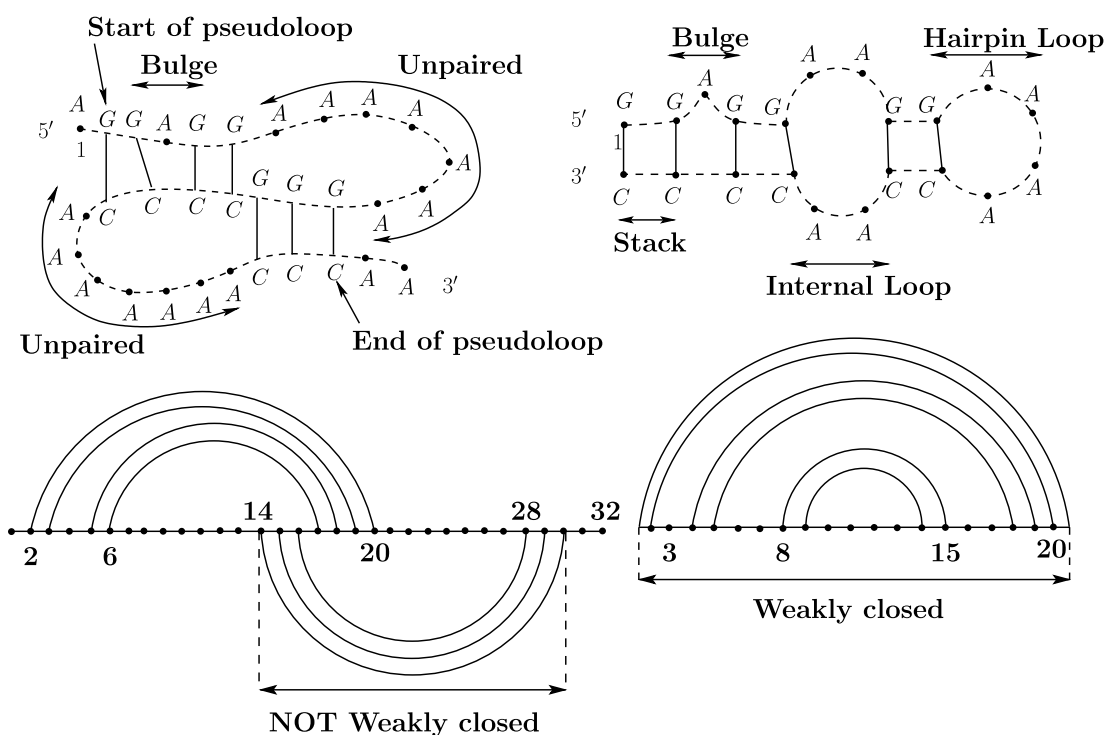 Start of pseudoloop
Bulge
Unpaired
A
G G A G G A A A A
5′
1
A
G G G
A
A
A C C C C
A
A
A A A A
C C C A A
3′
Unpaired
End of pseudoloop
Bulge
Hairpin Loop
A A A
A
G G G G G G A
5′
1
3′
C C C C C C A
A
A A
Stack
Internal Loop
14 28 32
2 6 20
NOT Weakly closed
3 8 15 20
Weakly closed